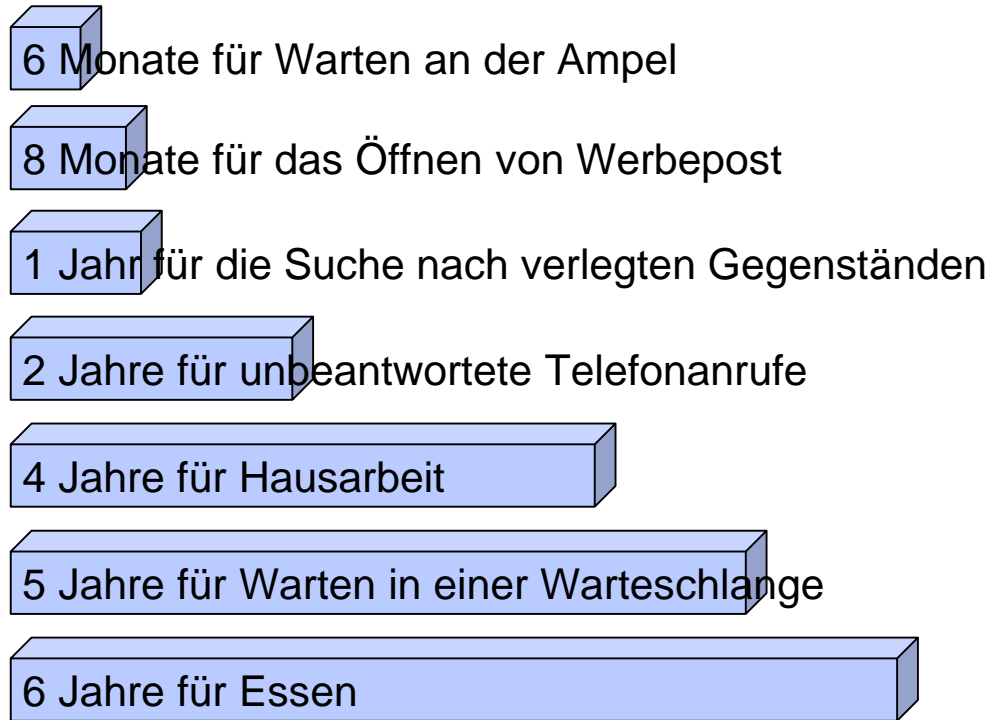 6 Monate für Warten an der Ampel
8 Monate für das Öffnen von Werbepost
1 Jahr für die Suche nach verlegten Gegenständen
2 Jahre für unbeantwortete Telefonanrufe
4 Jahre für Hausarbeit
5 Jahre für Warten in einer Warteschlange
6 Jahre für Essen